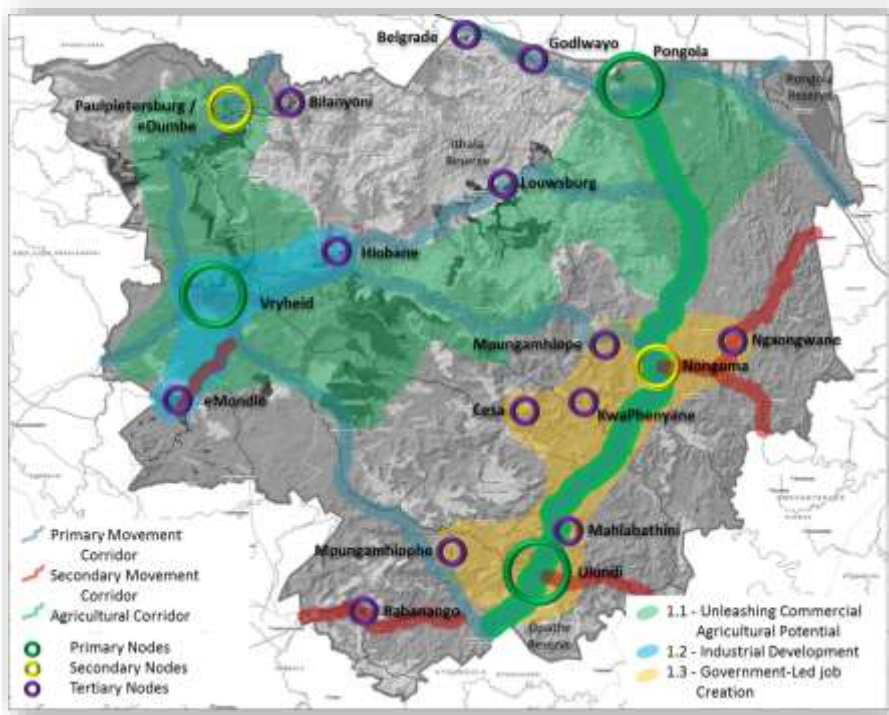 Belgrade
Godlwayo
Pongola
Pongola
Reserve
Paulpietersburg /
eDumbe
Bilanyoni
Ithala
Reserve
Louwsburg
Hlobane
Vryheid
Mpungamhlope
Ngxongwane
Nongoma
eMondlo
Cesa
KwaPhenyane
Mahlabathini
Mpungamhlophe
Ulundi
Babanango
Opathe
Reserve
Primary Movement
Corridor
Secondary Movement
Corridor
Agricultural Corridor
Primary Nodes
Secondary Nodes
Tertiary Nodes
1.1 - Unleashing Commercial
Agricultural Potential
1.2 - Industrial Development
1.3 - Government-Led job
Creation